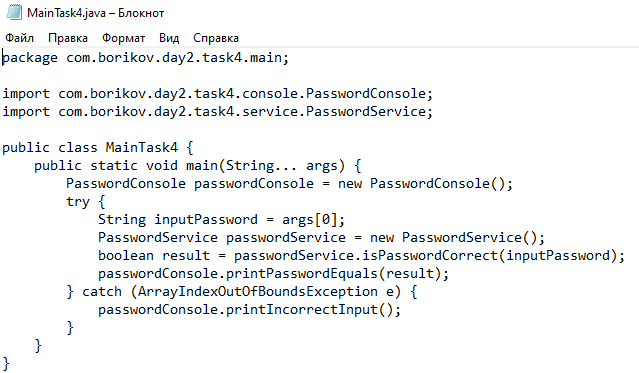 MainTask4.java – Блокнот
Файл Правка Формат Вид Справка
package com.borikov.day2.task4.main;

import com.borikov.day2.task4.console.PasswordConsole;
import com.borikov.day2.task4.service.PasswordService;

public class MainTask4 {
    public static void main(String... args) {
        PasswordConsole passwordConsole = new PasswordConsole();
        try {
            String inputPassword = args[0];
            PasswordService passwordService = new PasswordService();
            boolean result = passwordService.isPasswordCorrect(inputPassword);
            passwordConsole.printPasswordEquals(result);
        } catch (ArrayIndexOutOfBoundsException e) {
            passwordConsole.printIncorrectInput();
        }
    }
}